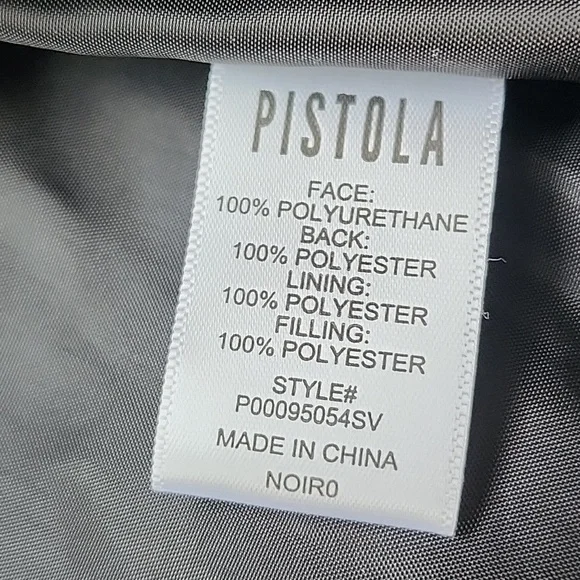 PISTOLA
FACE:
100% POLYURETHANE
BACK:
100% POLYESTER
LINING:
100% POLYESTER
FILLING:
100% POLYESTER
STYLE#
P00095054SV
MADE IN CHINA
NOIR0